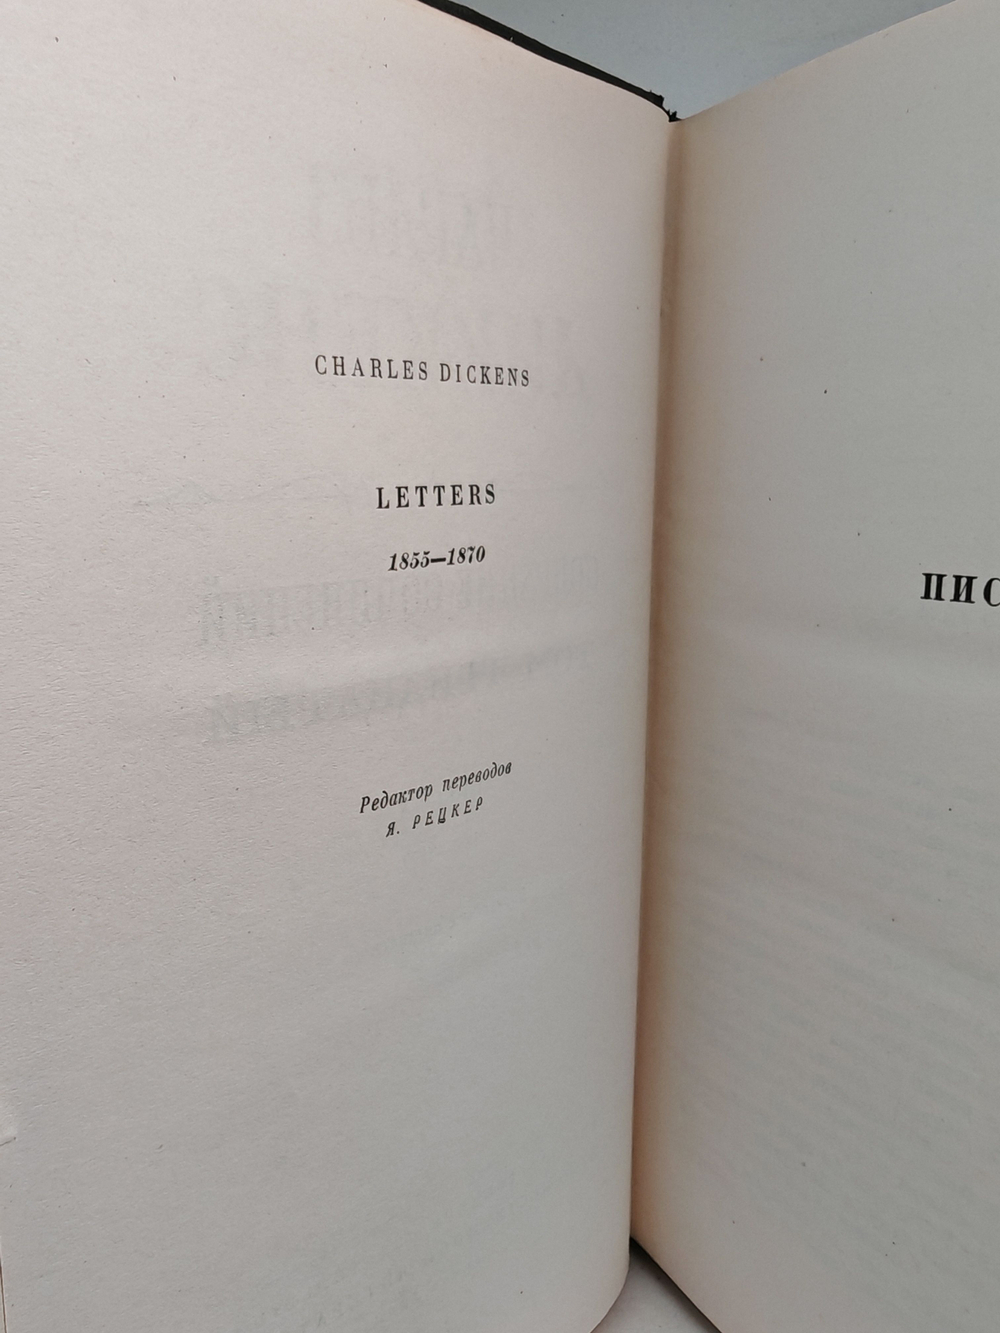 CHARLES DICKENS
LETTERS
1855—1870
Редактор переводов
Я. РЕЦКЕР
ПИС